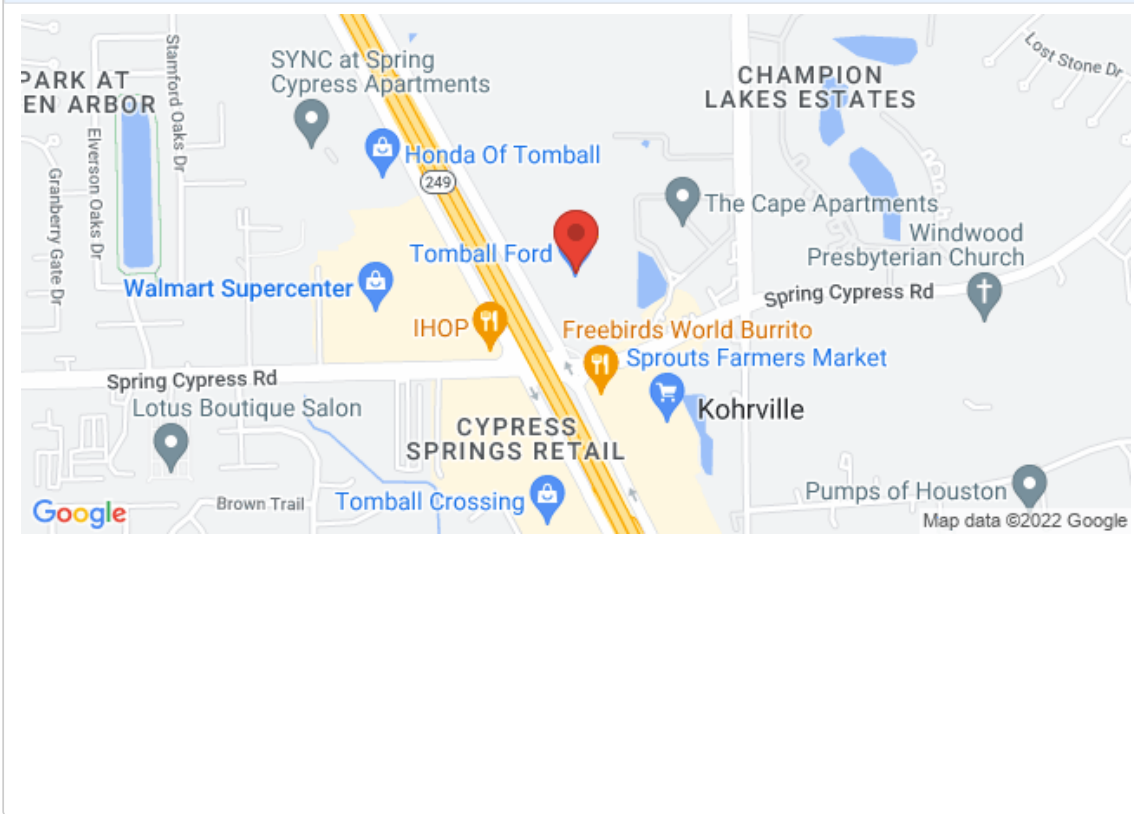 Stamford Oaks Dr
SYNC at Spring
Cypress Apartments
CHAMPION
LAKES ESTATES
Lost Stone Dr
PARK AT
EN ARBOR
Elverson Oaks Dr
Granberry Gate Dr
Honda Of Tomball
249
The Cape Apartments
Tomball Ford
Windwood
Presbyterian Church
Walmart Supercenter
Spring Cypress Rd
IHOP
Freebirds World Burrito
Sprouts Farmers Market
Spring Cypress Rd
Lotus Boutique Salon
Kohrville
CYPRESS
SPRINGS RETAIL
Brown Trail
Tomball Crossing
Pumps of Houston
Google
Map data ©2022 Google